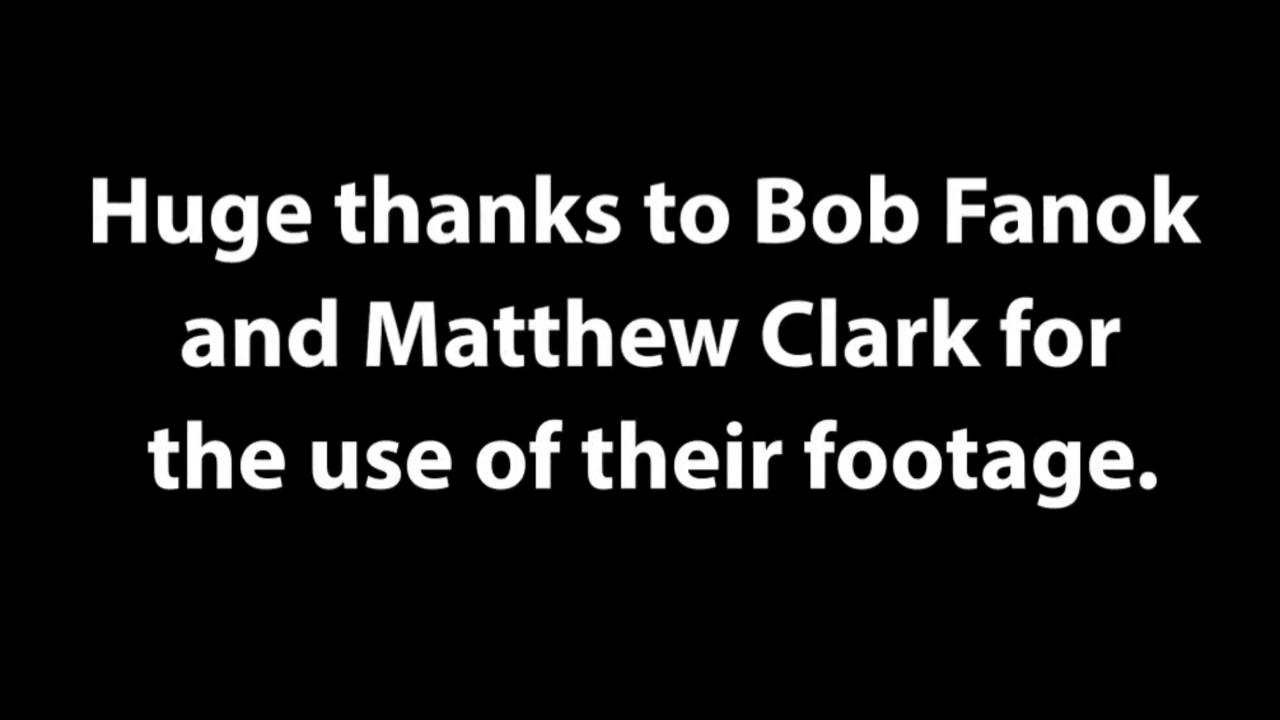 Huge thanks to Bob Fanok
and Matthew Clark for
the use of their footage.